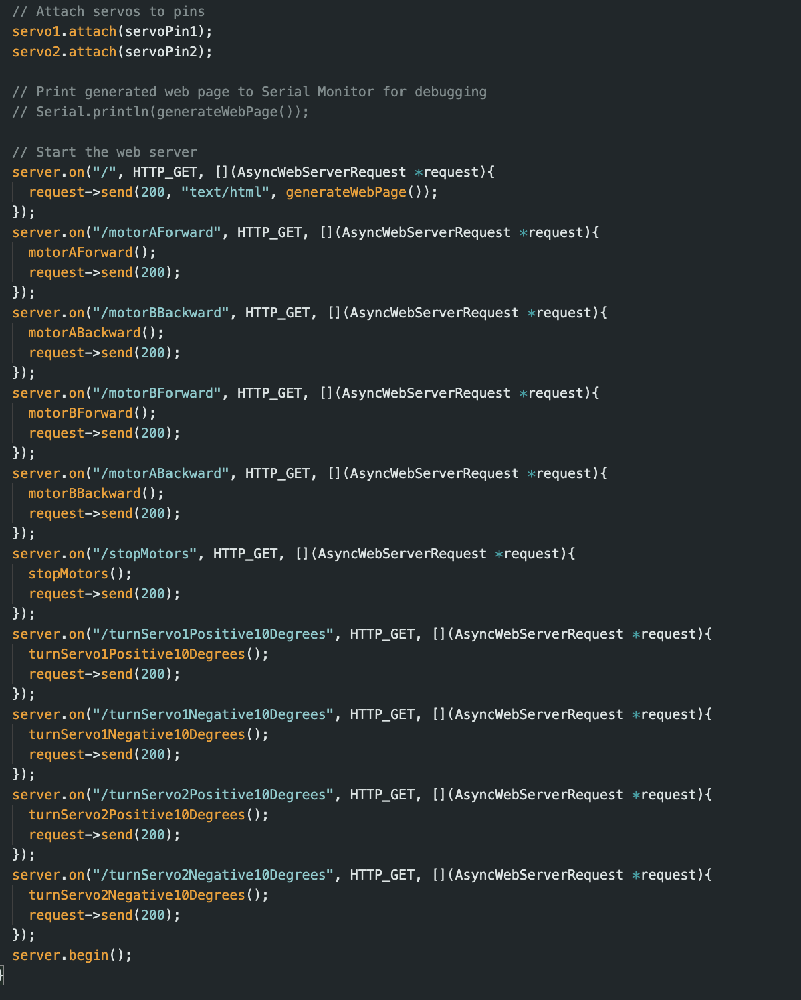 // Attach servos to pins
servo1.attach(servoPin1);
servo2.attach(servoPin2);
// Print generated web page to Serial Monitor for debugging
// Serial.println(generateWebPage());
// Start the web server
server.on("/", HTTP_GET, [](AsyncWebServerRequest *request){
request->send(200, "text/html", generateWebPage());
});
server.on("/motorAForward", HTTP_GET, [](AsyncWebServerRequest *request){
motorAForward();
request->send(200);
});
server.on("/motorBBackward", HTTP_GET, [](AsyncWebServerRequest *request){
motorABackward();
request->send(200);
});
server.on("/motorBForward", HTTP_GET, [](AsyncWebServerRequest *request){
motorBForward();
request->send(200);
});
server.on("/motorABackward", HTTP_GET, [](AsyncWebServerRequest *request){
motorBBackward();
request->send(200);
});
server.on("/stopMotors", HTTP_GET, [](AsyncWebServerRequest *request){
stopMotors();
request->send(200);
});
server.on("/turnServo1Positive10Degrees", HTTP_GET, [](AsyncWebServerRequest *request){
turnServo1Positive10Degrees();
request->send(200);
});
server.on("/turnServo1Negative10Degrees", HTTP_GET, [](AsyncWebServerRequest *request){
turnServo1Negative10Degrees();
request->send(200);
});
server.on("/turnServo2Positive10Degrees", HTTP_GET, [](AsyncWebServerRequest *request){
turnServo2Positive10Degrees();
request->send(200);
});
server.on("/turnServo2Negative10Degrees", HTTP_GET, [](AsyncWebServerRequest *request){
turnServo2Negative10Degrees();
request->send(200);
});
server.begin();
}